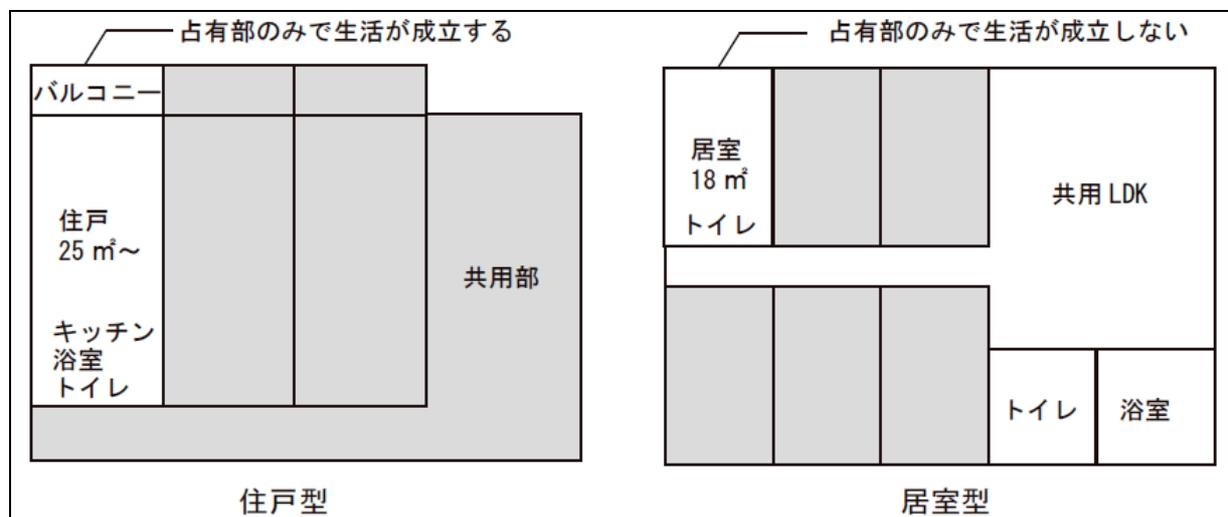 占有部のみで生活が成立する
バルコニー
住戸
25 ㎡～
キッチン
浴室
トイレ
共用部
住戸型
占有部のみで生活が成立しない
居室
18 ㎡
トイレ
共用 LDK
トイレ
浴室
居室型